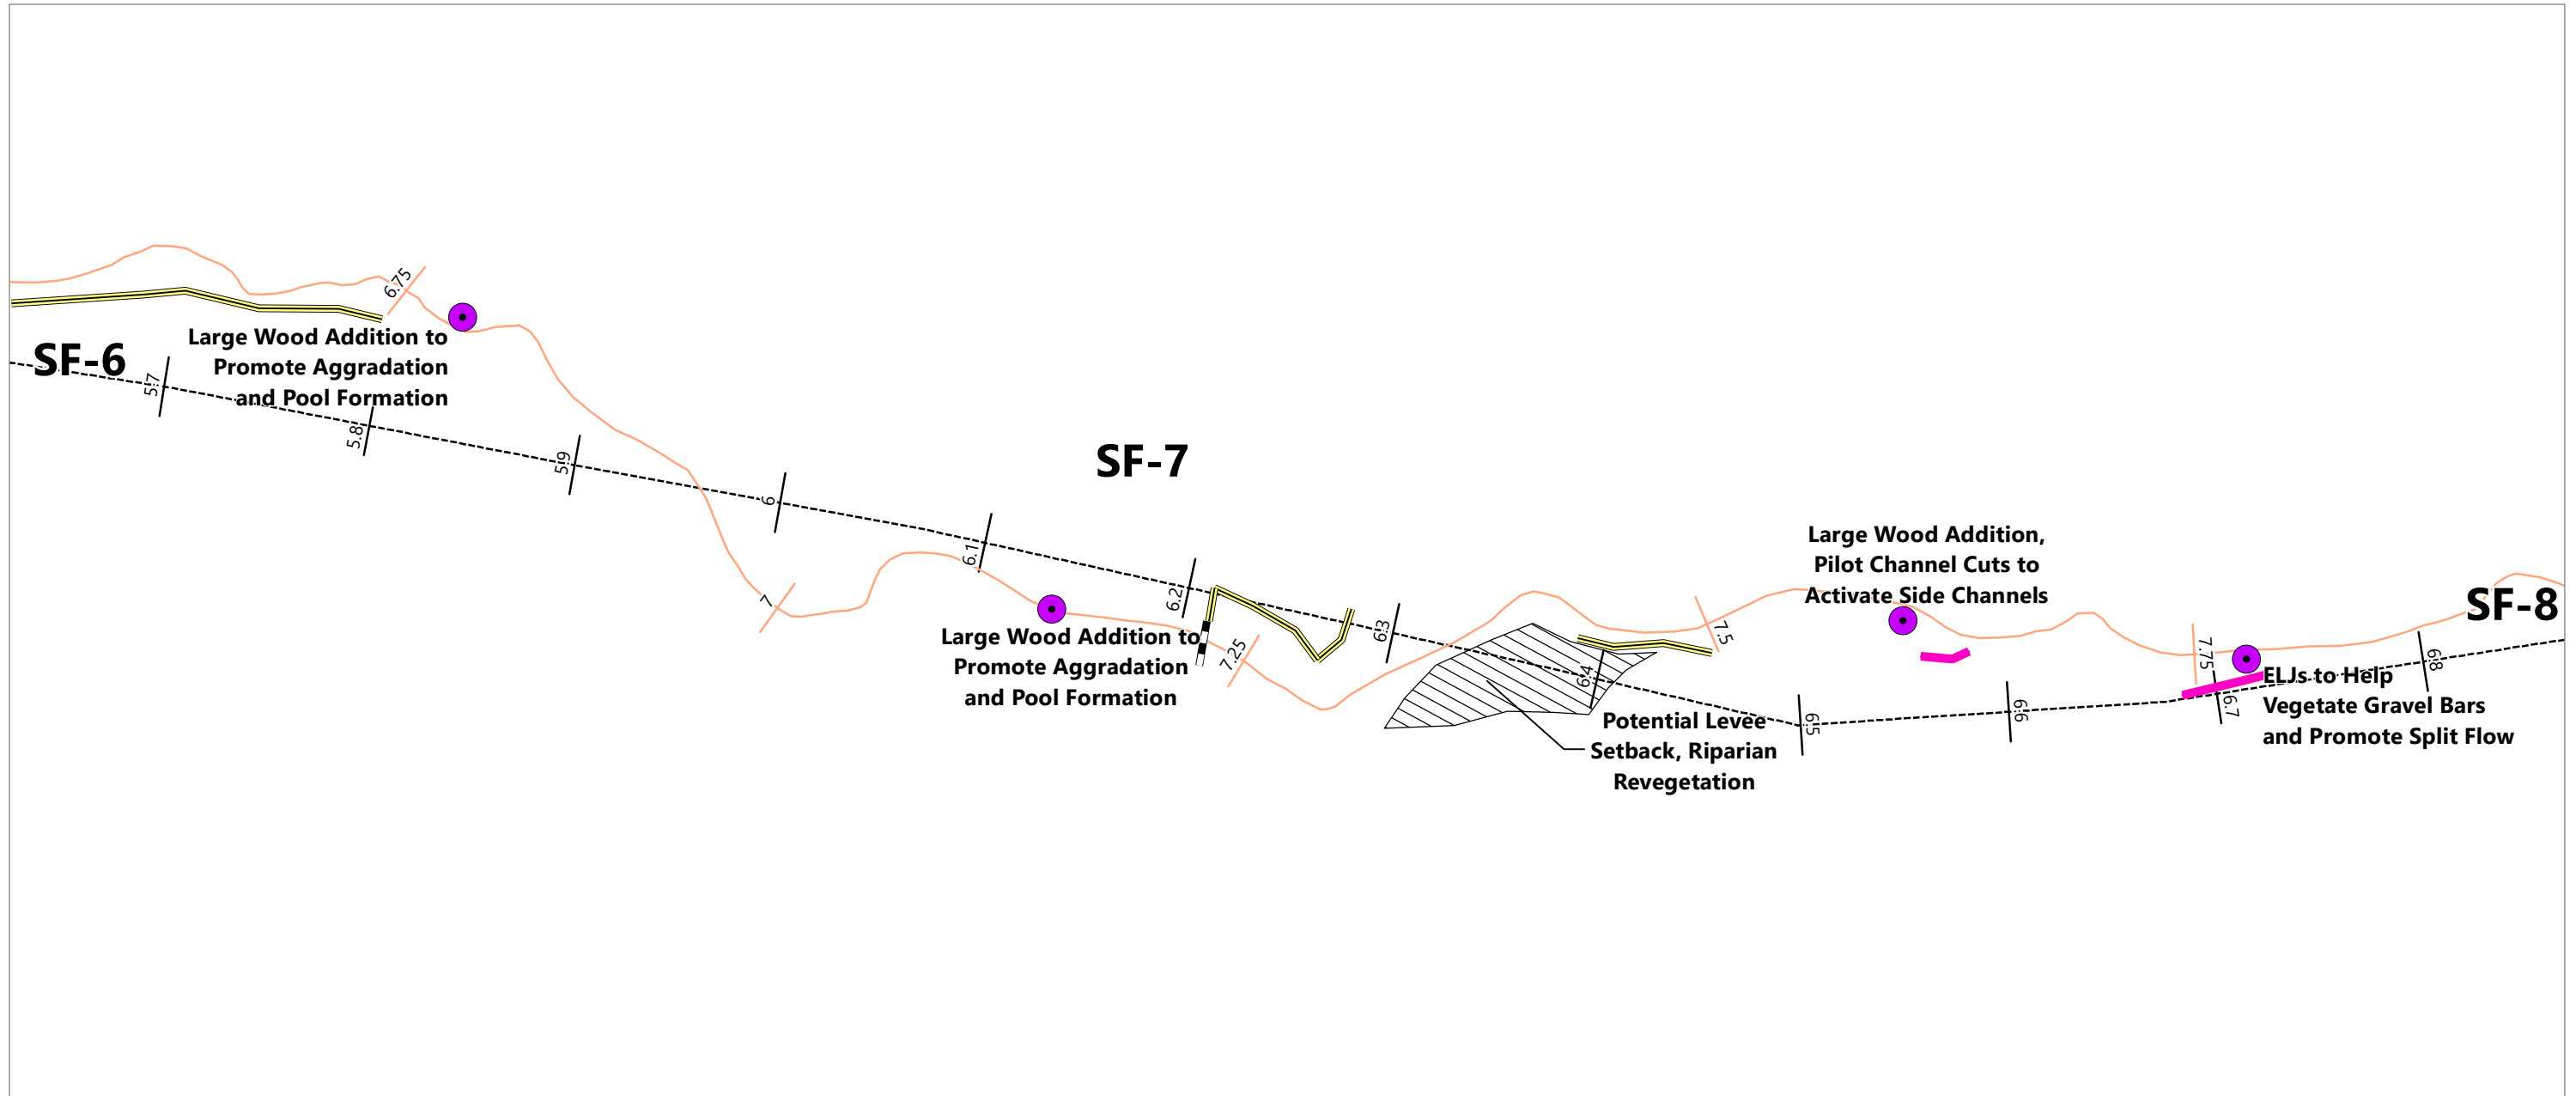 6.75
Large Wood Addition to
Promote Aggradation
and Pool Formation
SF-6
5.7
5.8
5.9
6
SF-7
6.1
7
6.2
Large Wood Addition to
Promote Aggradation
and Pool Formation
7.25
6.3
6.4
Potential Levee
Setback, Riparian
Revegetation
7.5
Large Wood Addition,
Pilot Channel Cuts to
Activate Side Channels
6.5
6.6
7.75
6.7
ELJs to Help
Vegetate Gravel Bars
and Promote Split Flow
6.8
SF-8